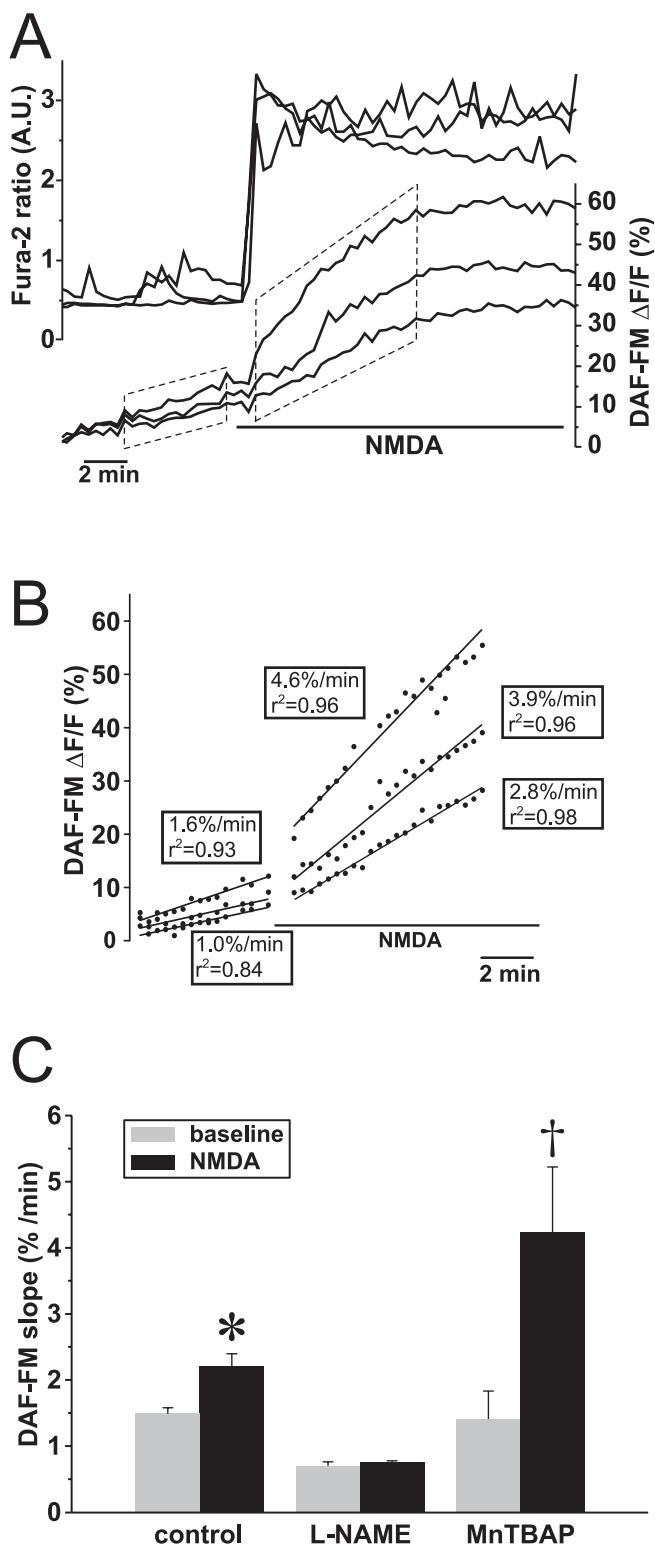 A
Fura-2 ratio (A.U.)
3
2
1
0
60
50
40
30
20
10
0
DAF-FM ΔF/F (%)
NMDA
2 min
B
DAF-FM ΔF/F (%)
60
50
40
30
20
10
0
4.6%/min
r²=0.96
3.9%/min
r²=0.96
2.8%/min
r²=0.98
1.6%/min
r²=0.93
1.0%/min
r²=0.84
NMDA
2 min
C
DAF-FM slope (% /min)
6
5
4
3
2
1
0
baseline
NMDA
*
†
control
L-NAME
MnTBAP